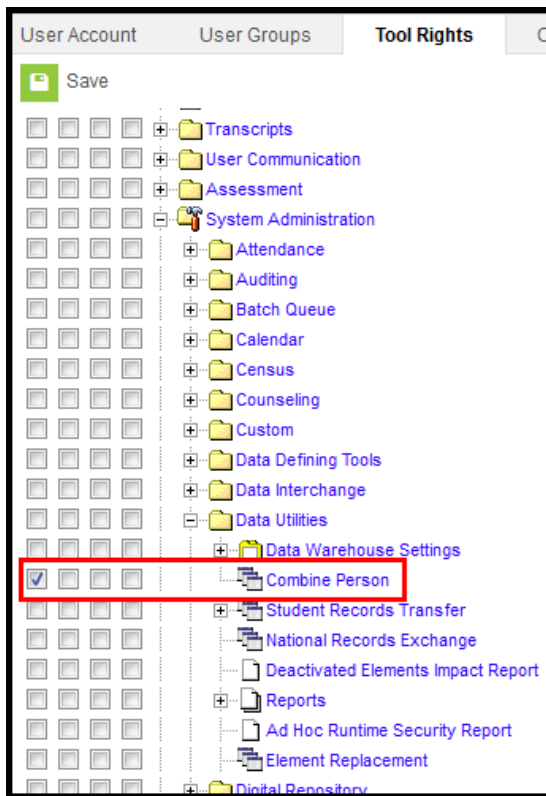 User Account User Groups Tool Rights
Save
Transcripts
User Communication
Assessment
System Administration
Attendance
Auditing
Batch Queue
Calendar
Census
Counseling
Custom
Data Defining Tools
Data Interchange
Data Utilities
Data Warehouse Settings
Combine Person
Student Records Transfer
National Records Exchange
Deactivated Elements Impact Report
Reports
Ad Hoc Runtime Security Report
Element Replacement
Digital Repository